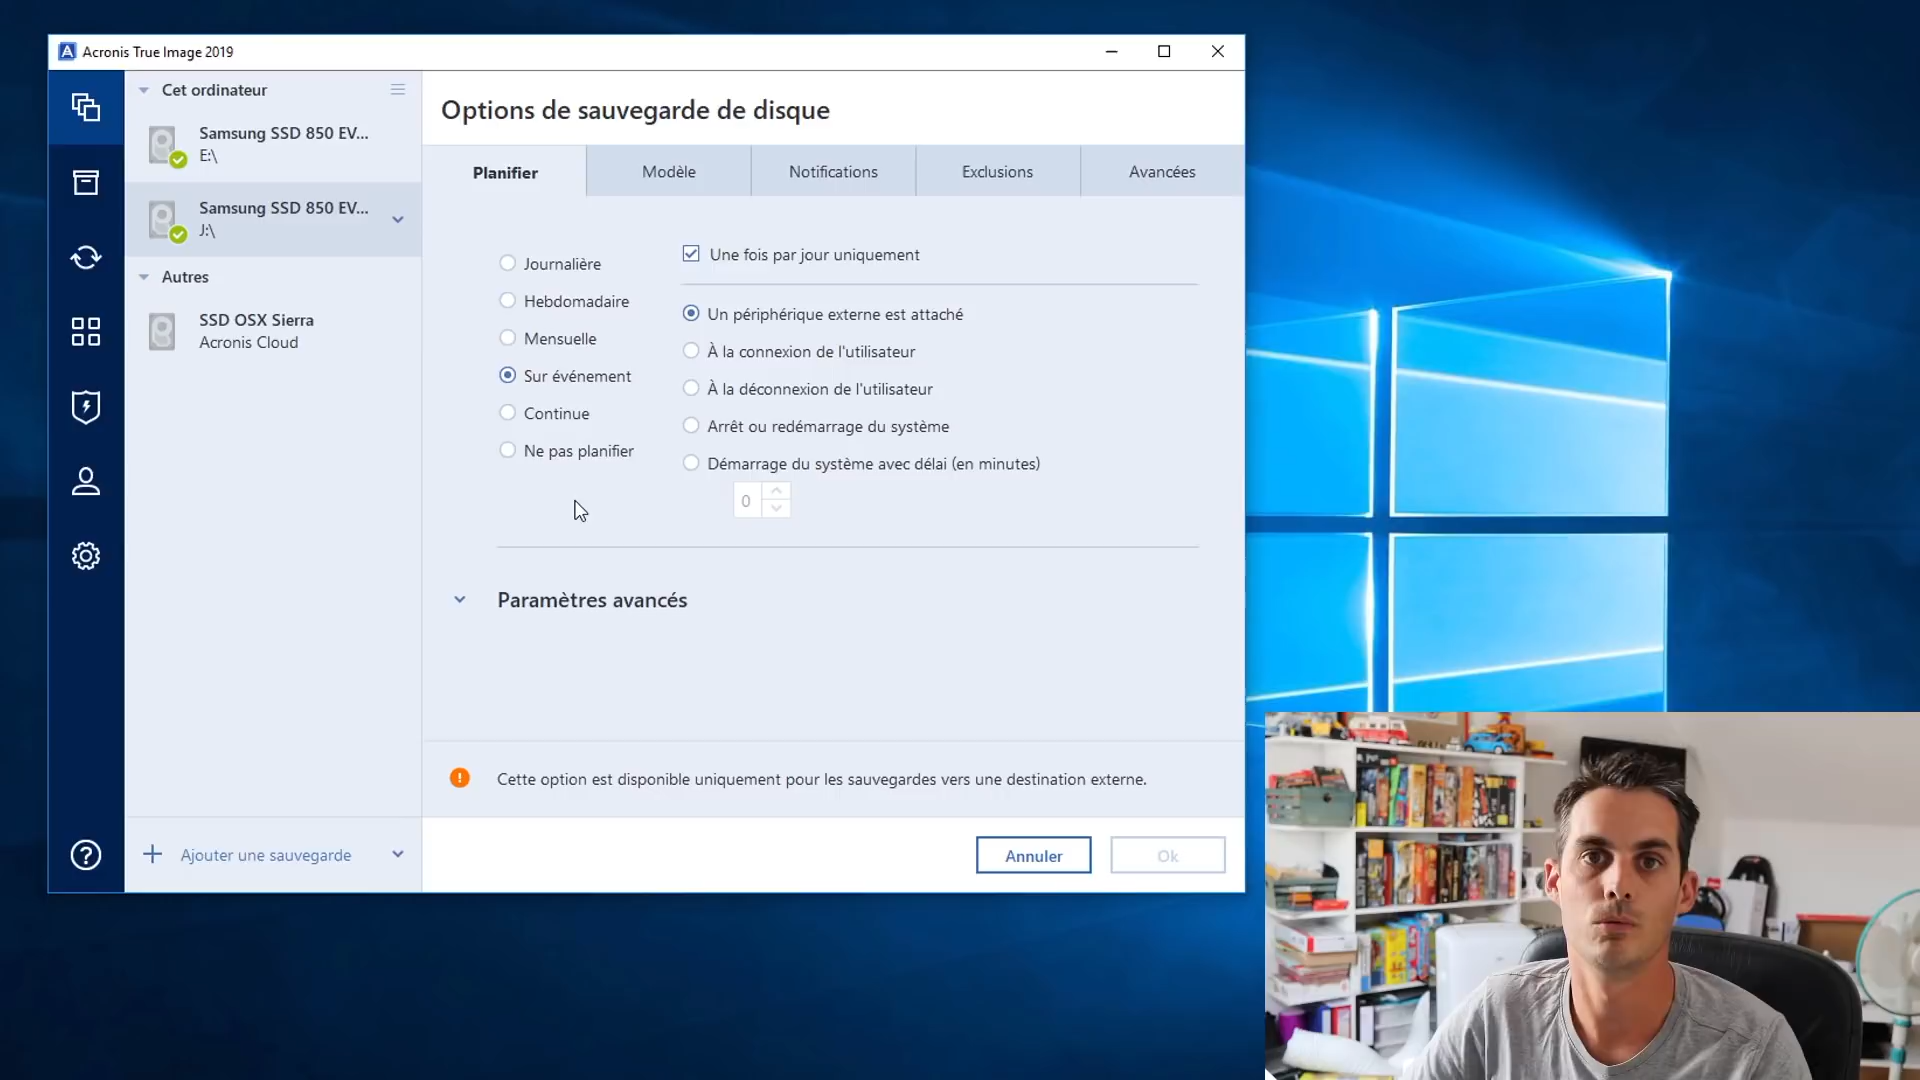 Acronis True Image 2019
Cet ordinateur
Samsung SSD 850 EV...
E:\
Samsung SSD 850 EV...
J:\
Autres
SSD OSX Sierra
Acronis Cloud
Ajouter une sauvegarde
Options de sauvegarde de disque
Planifier
Modèle
Notifications
Exclusions
Avancées
Journalière
Hebdomadaire
Mensuelle
Sur événement
Continue
Ne pas planifier
Une fois par jour uniquement
Un périphérique externe est attaché
À la connexion de l'utilisateur
À la déconnexion de l'utilisateur
Arrêt ou redémarrage du système
Démarrage du système avec délai (en minutes)
0
Paramètres avancés
Cette option est disponible uniquement pour les sauvegardes vers une destination externe.
Annuler
Ok